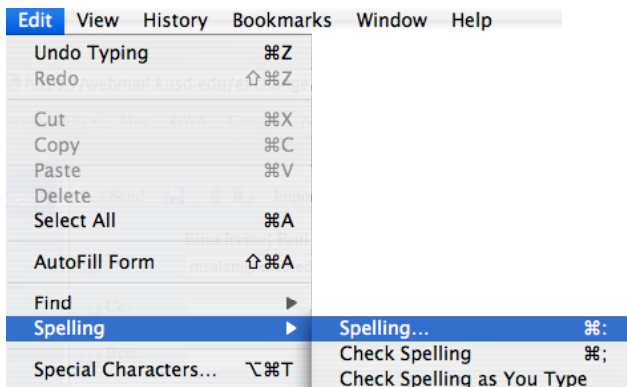 Edit View History Bookmarks Window Help
Undo Typing ⌘Z
Redo ⇧⌘Z
Cut ⌘X
Copy ⌘C
Paste ⌘V
Delete
Select All ⌘A
AutoFill Form ⇧⌘A
Find
Spelling
Spelling... ⌘:
Check Spelling ⌘;
Special Characters... ⌥⌘T
Check Spelling as You Type